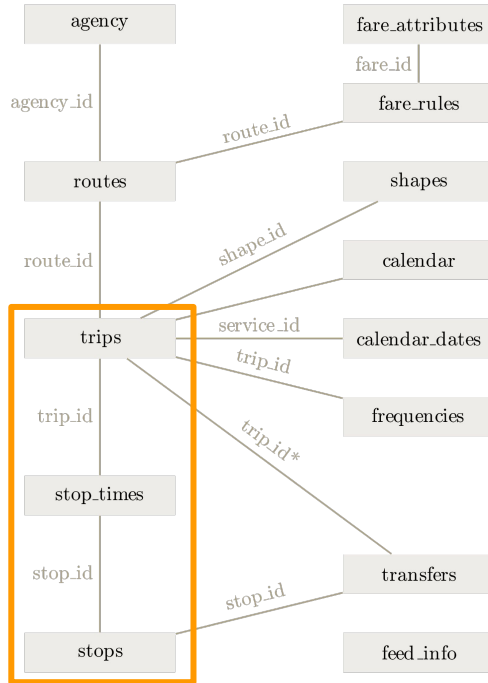 agency
fare_attributes
agency_id
fare_id
fare_rules
route_id
routes
shapes
route_id
shape_id
calendar
trips
service_id
calendar_dates
trip_id
trip_id
frequencies
trip_id*
stop_times
stop_id
stop_id
transfers
stops
feed_info